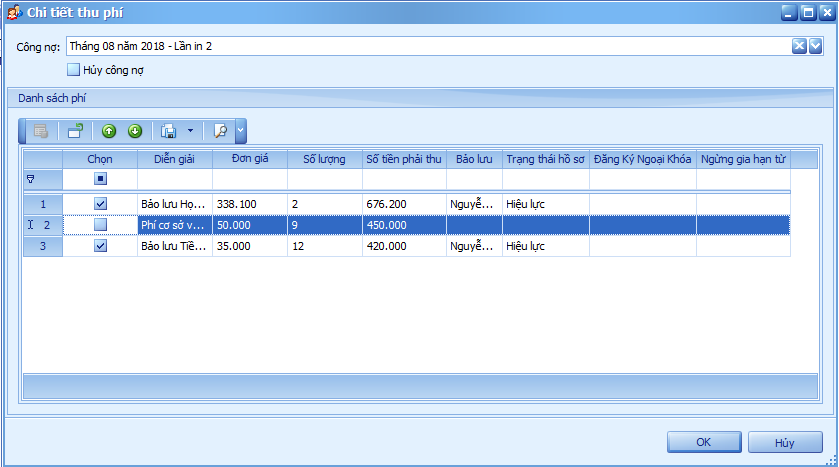 Chi tiết thu phí
Công nợ: Tháng 08 năm 2018 - Lần in 2
Hủy công nợ
Danh sách phí
Chọn Diễn giải Đơn giá Số lượng Số tiền phải thu Bảo lưu Trạng thái hồ sơ Đăng Ký Ngoại Khóa Ngừng gia hạn từ
1 Bảo lưu Họ... 338.100 2 676.200 Nguyễ... Hiệu lực
2 Phí cơ sở v... 50.000 9 450.000
3 Bảo lưu Tiề... 35.000 12 420.000 Nguyễ... Hiệu lực
OK Hủy